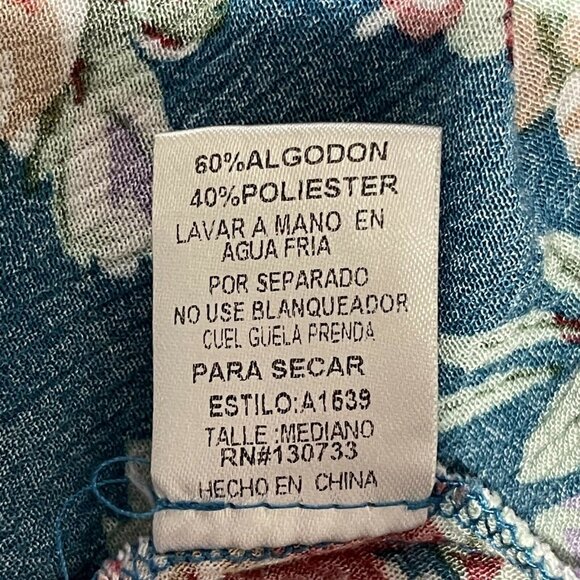 60%ALGODON
40%POLIESTER
LAVAR A MANO EN
AGUA FRIA
POR SEPARADO
NO USE BLANQUEADOR
CUEL GUELA PRENDA
PARA SECAR
ESTILO:A1639
TALLE :MEDIANO
RN#130733
HECHO EN CHINA